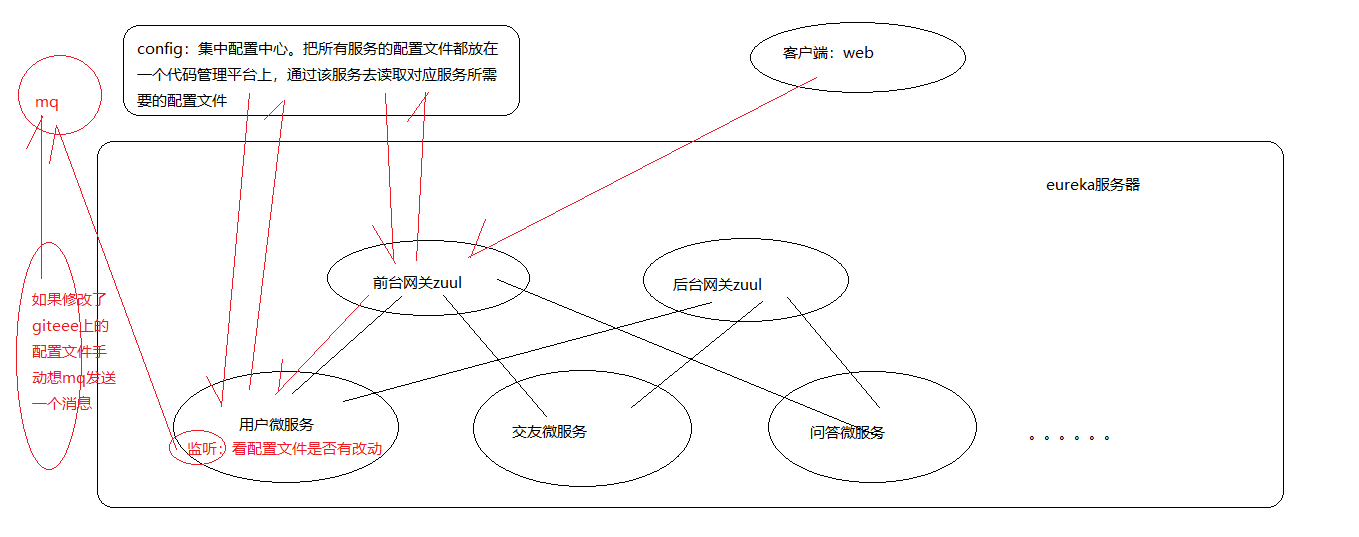 config：集中配置中心。把所有服务的配置文件都放在
一个代码管理平台上，通过该服务去读取对应服务所需
要的配置文件
客户端：web
mq
eureka服务器
前台网关zuul
后台网关zuul
如果修改了
giteee上的
配置文件手
动想mq发送
一个消息
用户微服务
监听：看配置文件是否有改动
交友微服务
问答微服务
。。。。。。